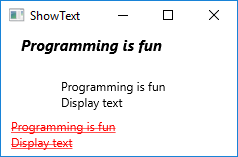 ShowText
Programming is fun
Programming is fun
Display text
Programming is fun
Display text